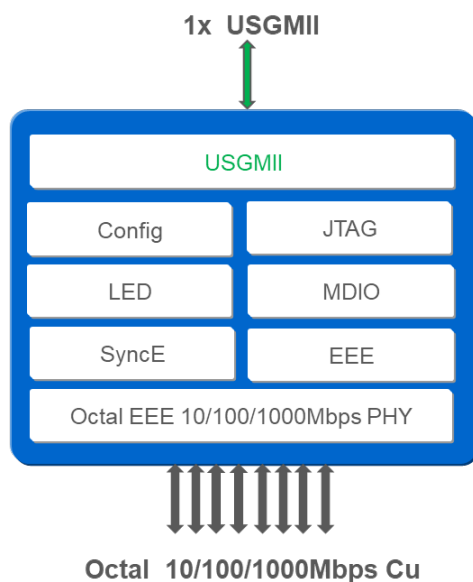 1x USGMII
USGMII
Config
JTAG
LED
MDIO
SyncE
EEE
Octal EEE 10/100/1000Mbps PHY
Octal 10/100/1000Mbps Cu